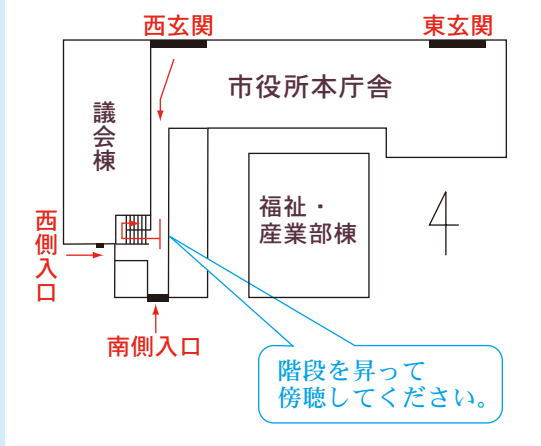 西玄関
東玄関
市役所本庁舎
議会棟
福祉・
産業部棟
西側入口
南側入口
階段を昇って
傍聴してください。